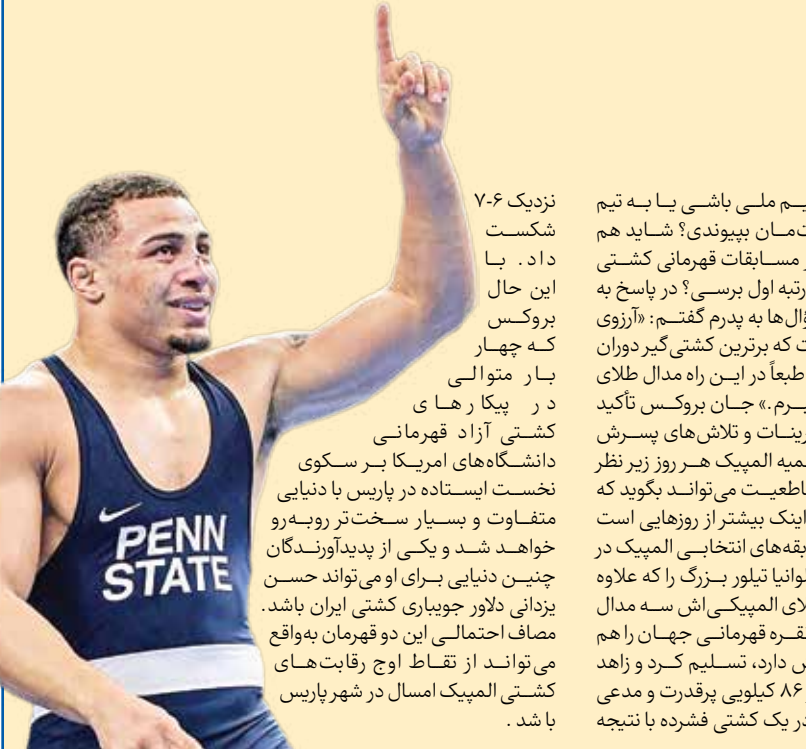 یم ملی باشی یا به تیم
ت‌مان بپیوندی؟ شاید هم
ر مسابقات قهرمانی کشتی
رتبه اول برسی؟ در پاسخ به
ؤال‌ها به پدرم گفتم: «آرزوی
ت که برترین کشتی‌گیر دوران
طبعاً در این راه مدال طلای
برم.» جان بروکس تأکید
رینات و تلاش‌های پسرش
میه المپیک هر روز زیر نظر
اطعیت می‌تواند بگوید که
اینک بیشتر از روزهایی است
بقه‌های انتخابی المپیک در
لوانیا تیلور بزرگ را که علاوه
لای المپیکی‌اش سه مدال
نقره قهرمانی جهان را هم
ش دارد، تسلیم کرد و زاهد
۸۶ کیلویی پرقدرت و مدعی
در یک کشتی فشرده با نتیجه
نزدیک ۶-۷
شکست
داد. با
این حال
بروکس
که چهار
بار متوالی
در پیکارهای
کشتی آزاد قهرمانی
دانشگاه‌های امریکا بر سکوی
نخست ایستاده در پاریس با دنیایی
متفاوت و بسیار سخت‌تر روبه‌رو
خواهد شد و یکی از پدیدآورندگان
چنین دنیایی برای او می‌تواند حسن
یزدانی دلاور جویباری کشتی ایران باشد.
مصاف احتمالی این دو قهرمان به‌واقع
می‌تواند از نقاط اوج رقابت‌های
کشتی المپیک امسال در شهر پاریس
باشد.
PENN
STATE